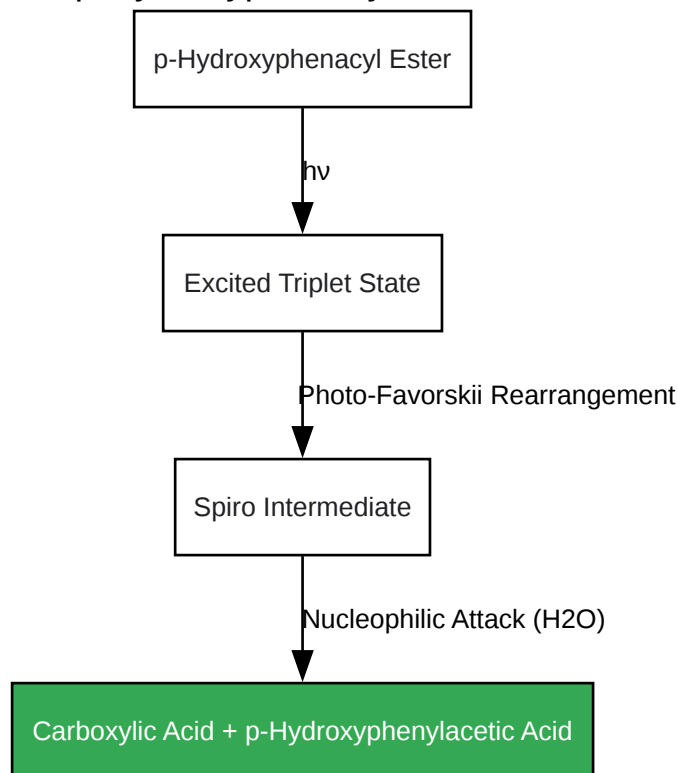 p-Hydroxyphenacyl Ester
hν
Excited Triplet State
Photo-Favorskii Rearrangement
Spiro Intermediate
Nucleophilic Attack (H2O)
Carboxylic Acid + p-Hydroxyphenylacetic Acid